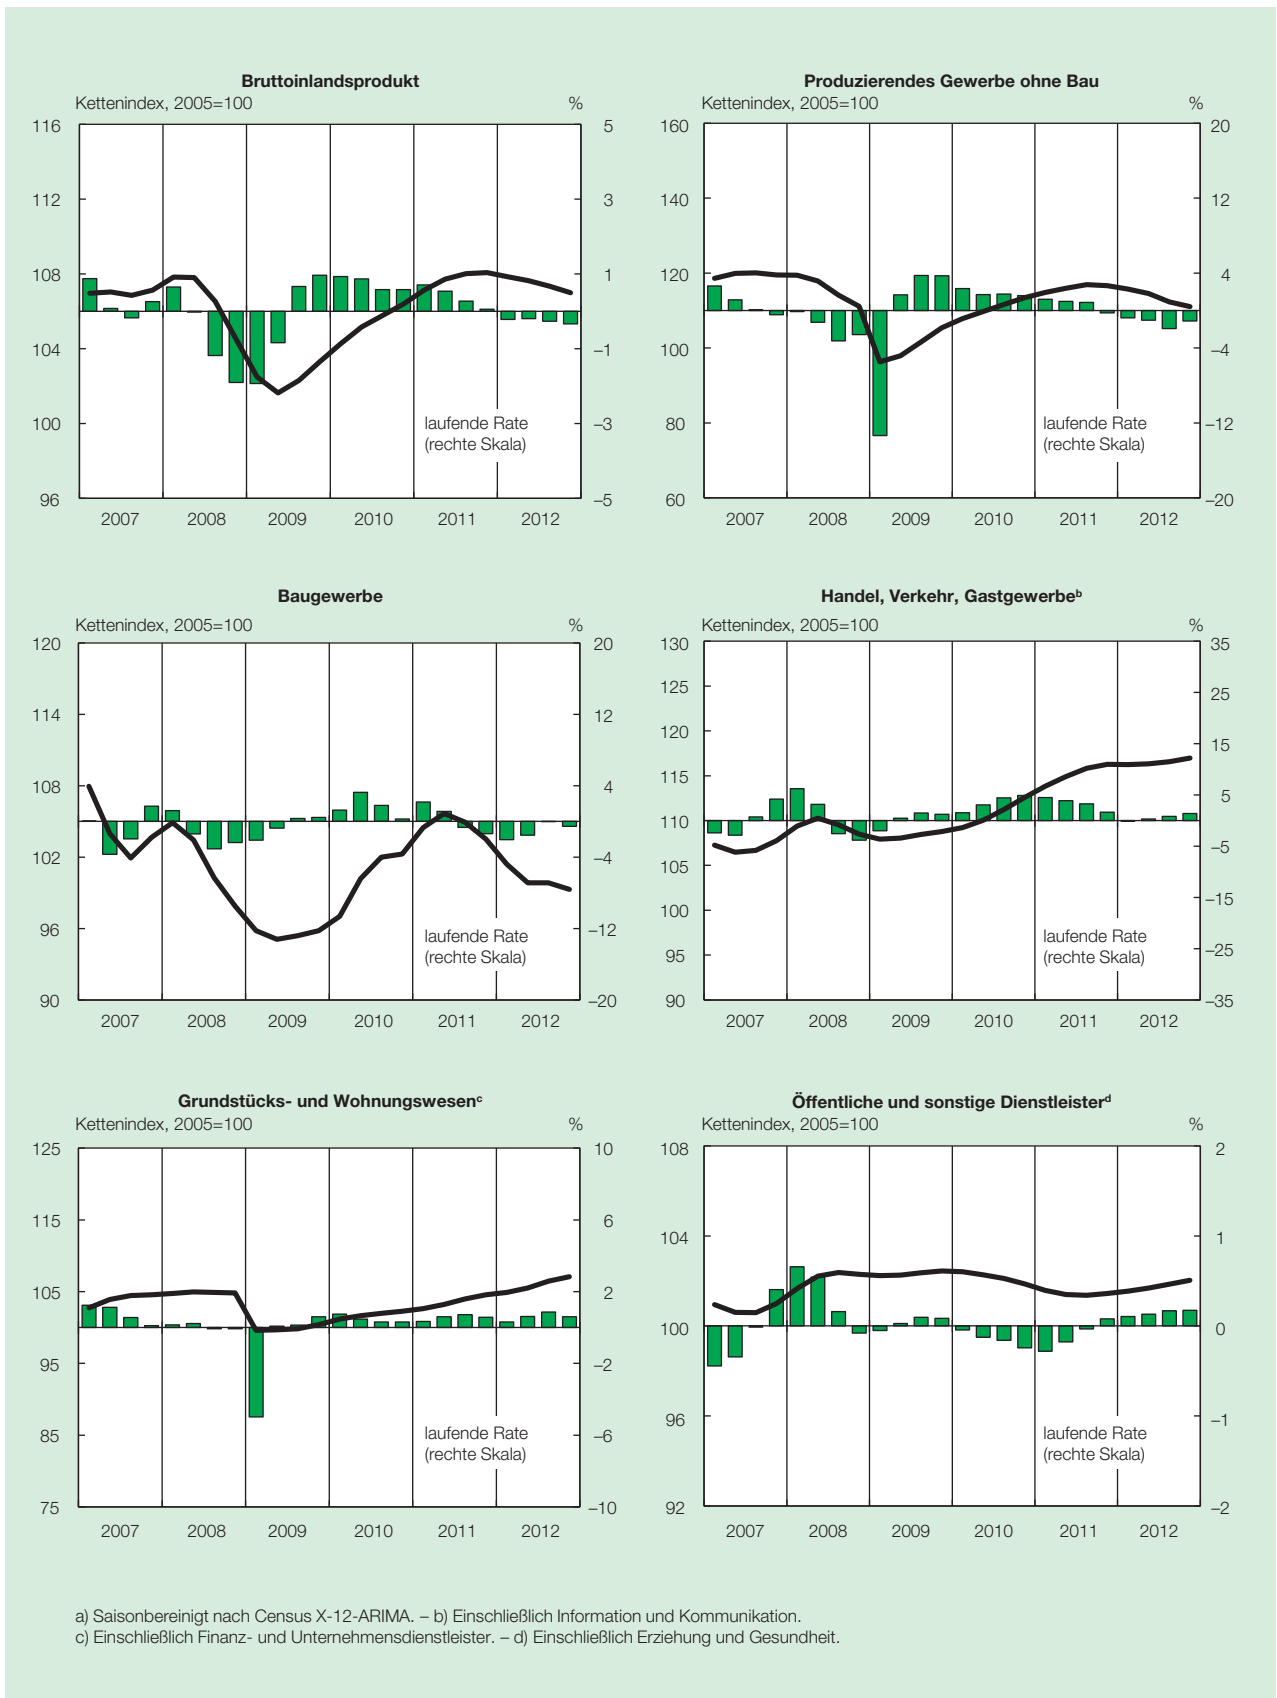 Bruttoinlandsprodukt
Kettenindex, 2005=100 %
116 5
112 3
108 1
104 –1
100 –3
96 –5
laufende Rate
(rechte Skala)
2007 2008 2009 2010 2011 2012
Produzierendes Gewerbe ohne Bau
Kettenindex, 2005=100 %
160 20
140 12
120 4
100 –4
80 –12
60 –20
laufende Rate
(rechte Skala)
2007 2008 2009 2010 2011 2012
Baugewerbe
Kettenindex, 2005=100 %
120 20
114 12
108 4
102 –4
96 –12
90 –20
laufende Rate
(rechte Skala)
2007 2008 2009 2010 2011 2012
Handel, Verkehr, Gastgewerbeᵇ
Kettenindex, 2005=100 %
130 35
125 25
120 15
115 5
110 –5
105 –15
100 –25
95 –35
90
laufende Rate
(rechte Skala)
2007 2008 2009 2010 2011 2012
Grundstücks- und Wohnungswesenᶜ
Kettenindex, 2005=100 %
125 10
115 6
105 2
95 –2
85 –6
75 –10
laufende Rate
(rechte Skala)
2007 2008 2009 2010 2011 2012
Öffentliche und sonstige Dienstleisterᵈ
Kettenindex, 2005=100 %
108 2
104 1
100 0
96 –1
92 –2
laufende Rate
(rechte Skala)
2007 2008 2009 2010 2011 2012
a) Saisonbereinigt nach Census X-12-ARIMA. – b) Einschließlich Information und Kommunikation.
c) Einschließlich Finanz- und Unternehmensdienstleister. – d) Einschließlich Erziehung und Gesundheit.